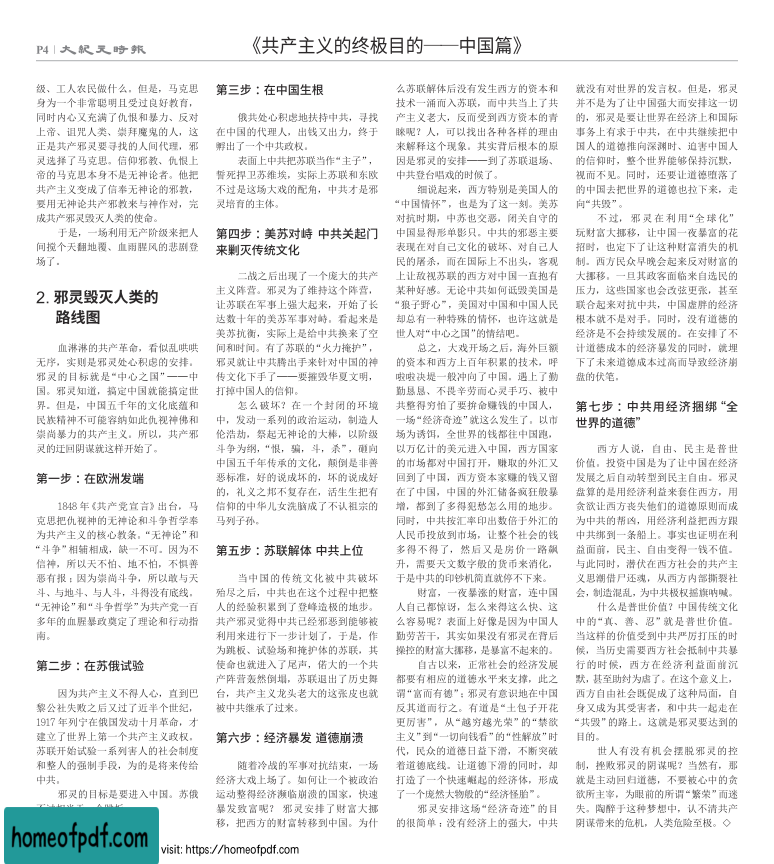 P4 | 大紀元時報
《共产主义的终极目的——中国篇》
级、工人农民做什么。但是，马克思
身为一个非常聪明且受过良好教育，
同时内心又充满了仇恨和暴力、反对
上帝、诅咒人类、崇拜魔鬼的人，这
正是共产邪灵要寻找的人间代理，邪
灵选择了马克思。信仰邪教、仇恨上
帝的马克思本身不是无神论者。他把
共产主义变成了信奉无神论的邪教，
要用无神论共产邪教来与神作对，完
成共产邪灵毁灭人类的使命。
于是，一场利用无产阶级来把人
间搅个天翻地覆、血雨腥风的悲剧登
场了。
2. 邪灵毁灭人类的
路线图
血淋淋的共产革命，看似乱哄哄
无序，实则是邪灵处心积虑的安排。
邪灵的目标就是“中心之国”——中
国。邪灵知道，搞定中国就能搞定世
界。但是，中国五千年的文化底蕴和
民族精神不可能容纳如此仇视神佛和
崇尚暴力的共产主义。所以，共产邪
灵的迂回阴谋就这样开始了。
第一步：在欧洲发端
1848 年《共产党宣言》出台，马
克思把仇视神的无神论和斗争哲学奉
为共产主义的核心教条。“无神论”和
“斗争”相辅相成，缺一不可。因为不
信神，所以天不怕、地不怕，不惧善
恶有报；因为崇尚斗争，所以敢与天
斗、与地斗、与人斗，斗得没有底线。
“无神论”和“斗争哲学”为共产党一百
多年的血腥暴政奠定了理论和行动指
南。
第二步：在苏俄试验
因为共产主义不得人心，直到巴
黎公社失败之后又过了近半个世纪，
1917 年列宁在俄国发动十月革命，才
建立了世界上第一个共产主义政权。
苏联开始试验一系列害人的社会制度
和整人的强制手段，为的是将来传给
中共。
邪灵的目标是要进入中国。苏俄
第三步：在中国生根
俄共处心积虑地扶持中共，寻找
在中国的代理人，出钱又出力，终于
孵出了一个中共政权。
表面上中共把苏联当作“主子”，
誓死捍卫苏维埃，实际上苏联和东欧
不过是这场大戏的配角，中共才是邪
灵培育的主体。
第四步：美苏对峙 中共关起门
来剿灭传统文化
二战之后出现了一个庞大的共产
主义阵营。邪灵为了维持这个阵营，
让苏联在军事上强大起来，开始了长
达数十年的美苏军事对峙。看起来是
美苏抗衡，实际上是给中共换来了空
间和时间。有了苏联的“火力掩护”，
邪灵就让中共腾出手来针对中国的神
传文化下手了——要摧毁华夏文明，
打掉中国人的信仰。
怎么破坏？在一个封闭的环境
中，发动一系列的政治运动，制造人
伦浩劫，祭起无神论的大棒，以阶级
斗争为纲，“恨，骗，斗，杀”，砸向
中国五千年传承的文化，颠倒是非善
恶标准，好的说成坏的，坏的说成好
的，礼义之邦不复存在，活生生把有
信仰的中华儿女洗脑成了不认祖宗的
马列子孙。
第五步：苏联解体 中共上位
当中国的传统文化被中共破坏
殆尽之后，中共也在这个过程中把整
人的经验积累到了登峰造极的地步。
共产邪灵觉得中共已经邪恶到能够被
利用来进行下一步计划了，于是，作
为跳板、试验场和掩护体的苏联，其
使命也就进入了尾声，偌大的一个共
产阵营轰然倒塌，苏联退出了历史舞
台，共产主义龙头老大的这张皮也就
被中共继承了过来。
第六步：经济暴发 道德崩溃
随着冷战的军事对抗结束，一场
经济大戏上场了。如何让一个被政治
运动整得经济濒临崩溃的国家，快速
暴发致富呢？ 邪灵安排了财富大挪
移，把西方的财富转移到中国。为什
么苏联解体后没有发生西方的资本和
技术一涌而入苏联，而中共当上了共
产主义老大，反而受到西方资本的青
睐呢？ 人，可以找出各种各样的理由
来解释这个现象。其实背后根本的原
因是邪灵的安排——到了苏联退场、
中共登台唱戏的时候了。
细说起来，西方特别是美国人的
“中国情怀”，也是为了这一刻。美苏
对抗时期，中苏也交恶。闭关自守的
中国显得形单影只。中共的邪恶主要
表现在对自己文化的破坏、对自己人
民的屠杀，而在国际上不出头，客观
上让敌视苏联的西方对中国一直抱有
某种好感。无论中共如何诋毁美国是
“狼子野心”，美国对中国和中国人民
却总有一种特殊的情怀，也许这就是
世人对“中心之国”的情结吧。
总之，大戏开场之后，海外巨额
的资本和西方上百年积累的技术，呼
啦啦决堤一般冲向了中国。遇上了勤
勤恳恳、不畏辛劳而心灵手巧、被中
共整得穷怕了要拚命赚钱的中国人，
一场“经济奇迹”就这么发生了。以市
场为诱饵，全世界的钱都往中国跑，
以万亿计的美元进入中国，西方国家
的市场都对中国打开，赚取的外汇又
回到了中国，西方资本家赚的钱又留
在了中国，中国的外汇储备疯狂般暴
增，都到了多得犯愁怎么用的地步。
同时，中共按汇率印出数倍于外汇的
人民币投放到市场，让整个社会的钱
多得不得了，然后又是房价一路飙
升，需要天文数字般的货币来消化，
于是中共的印钞机简直就停不下来。
财富，一夜暴涨的财富，连中国
人自己都惊讶，怎么来得这么快、这
么容易呢？表面上好像是因为中国人
勤劳苦干，其实如果没有邪灵在背后
操控的财富大挪移，是暴富不起来的。
自古以来，正常社会的经济发展
都要有相应的道德水平来支撑，此之
谓“富而有德”；邪灵有意识地在中国
反其道而行之。有道是“土包子开花
更厉害”，从“越穷越光荣”的“禁欲
主义”到“一切向钱看”的“性解放”时
代，民众的道德日益下滑，不断突破
着道德底线。让道德下滑的同时，却
打造了一个快速崛起的经济体，形成
了一个庞然大物般的“经济怪胎”。
邪灵安排这场“经济奇迹”的目
的很简单：没有经济上的强大，中共
就没有对世界的发言权。但是，邪灵
并不是为了让中国强大而安排这一切
的，邪灵是要让世界在经济上和国际
事务上有求于中共，在中共继续把中
国人的道德推向深渊时、迫害中国人
的信仰时，整个世界能够保持沉默，
视而不见。同时，还要让道德堕落了
的中国去把世界的道德也拉下来，走
向“共毁”。
不过，邪灵在利用“全球化”
玩财富大挪移，让中国一夜暴富的花
招时，也定下了让这种财富消失的机
制。西方民众早晚会起来反对财富的
大挪移。一旦其政客面临来自选民的
压力，这些国家也会改弦更张，甚至
联合起来对抗中共，中国虚胖的经济
根本就不是对手。同时，没有道德的
经济是不会持续发展的。在安排了不
计道德成本的经济暴发的同时，就埋
下了未来道德成本过高而导致经济崩
盘的伏笔。
第七步：中共用经济捆绑 “全
世界的道德”
西方人说，自由、民主是普世
价值。投资中国是为了让中国在经济
发展之后自动转型到民主自由。邪灵
盘算的是用经济利益来套住西方，用
贪欲让西方丧失他们的道德原则而成
为中共的帮凶，用经济利益把西方跟
中共绑到一条船上。事实也证明在利
益面前，民主、自由变得一钱不值。
与此同时，潜伏在西方社会的共产主
义思潮借尸还魂，从西方内部撕裂社
会，制造混乱，为中共极权摇旗呐喊。
什么是普世价值？中国传统文化
中的“真、善、忍”就是普世价值。
当这样的价值受到中共严厉打压的时
候，当历史需要西方社会抵制中共暴
行的时候，西方在经济利益面前沉
默，甚至助纣为虐了。在这个意义上，
西方自由社会既促成了这种局面，自
身又成为其受害者，和中共一起走在
“共毁”的路上。这就是邪灵要达到的
目的。
世人有没有机会摆脱邪灵的控
制，挫败邪灵的阴谋呢？当然有，那
就是主动回归道德，不要被心中的贪
欲所主宰，为眼前的所谓“繁荣”而迷
失。陶醉于这种梦想中，认不清共产
阴谋带来的危机，人类危险至极。◇
homeofpdf.com
visit: https://homeofpdf.com